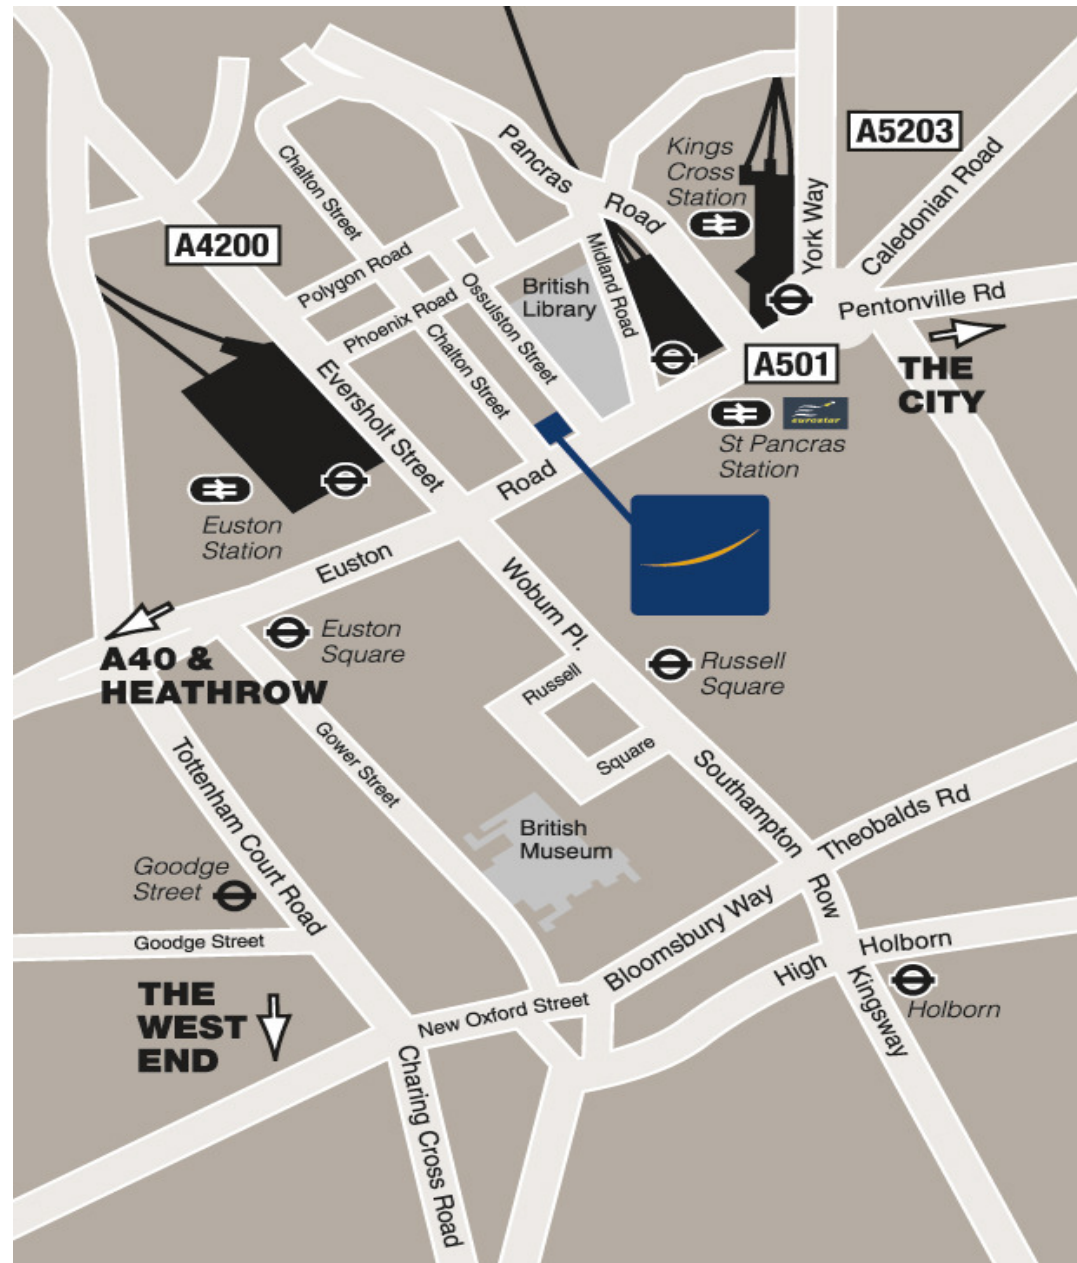 Pancras
Road
Kings
Cross
Station
A5203
Caledonian Road
York Way
Chalton Street
A4200
Polygon Road
Phoenix Road
Ossulston Street
Midland Road
British
Library
Pentonville Rd
THE
CITY
A501
eurostar
St Pancras
Station
Chalton Street
Eversholt Street
Road
Euston
Euston
Station
Woburn Pl.
Euston
Square
A40 &
HEATHROW
Russell
Square
Russell
Square
Gower Street
Tottenham Court Road
Southampton
Row
Theobalds Rd
British
Museum
Goodge
Street
Goodge Street
Bloomsbury Way
High
Holborn
Kingsway
Holborn
THE
WEST
END
New Oxford Street
Charing Cross Road